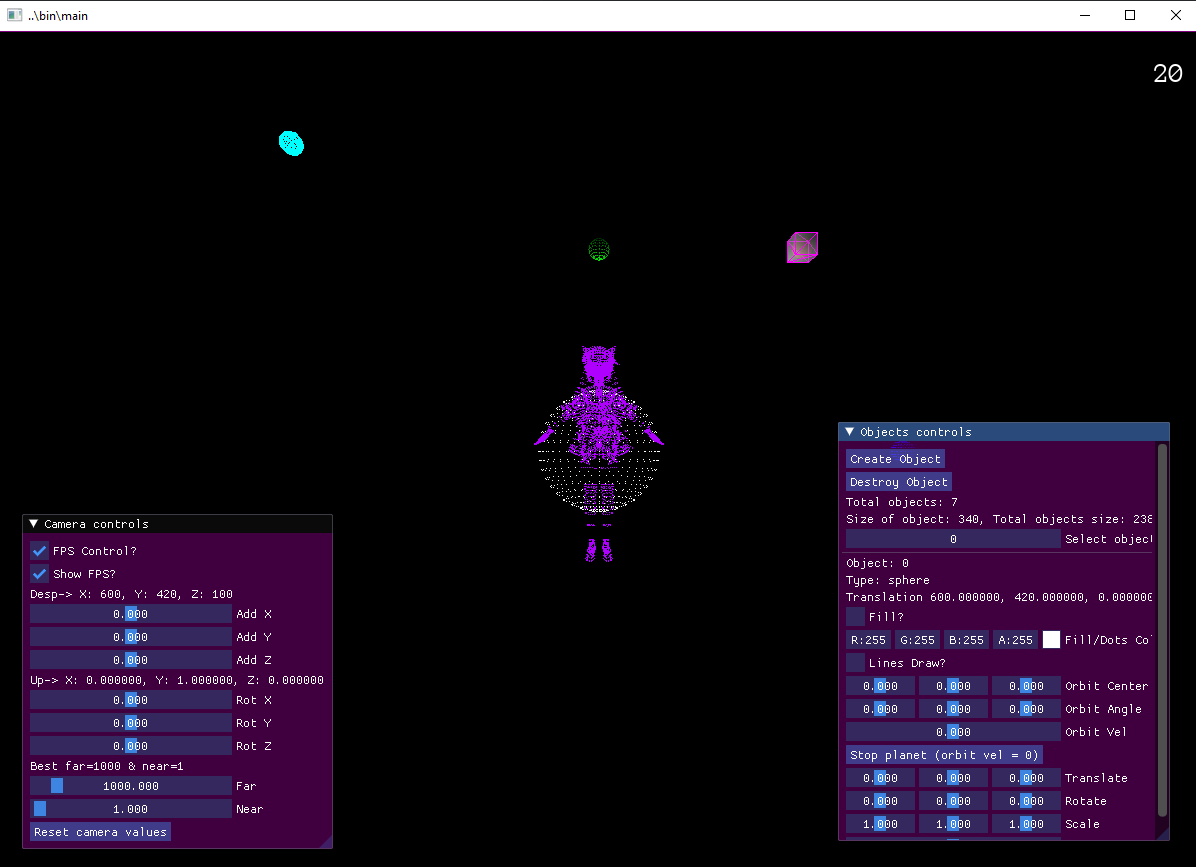 ..\bin\main
20
Camera controls
FPS Control?
Show FPS?
Desp-> X: 600, Y: 420, Z: 100
0.000 Add X
0.000 Add Y
0.000 Add Z
Up-> X: 0.000000, Y: 1.000000, Z: 0.000000
0.000 Rot X
0.000 Rot Y
0.000 Rot Z
Best far=1000 & near=1
1000.000 Far
1.000 Near
Reset camera values
Objects controls
Create Object
Destroy Object
Total objects: 7
Size of object: 340, Total objects size: 238
0 Select object
Object: 0
Type: sphere
Translation 600.000000, 420.000000, 0.000000
Fill?
R:255 G:255 B:255 A:255 Fill/Dots Co
Lines Draw?
0.000 0.000 0.000 Orbit Center
0.000 0.000 0.000 Orbit Angle
0.000 Orbit Vel
Stop planet (orbit vel = 0)
0.000 0.000 0.000 Translate
0.000 0.000 0.000 Rotate
1.000 1.000 1.000 Scale